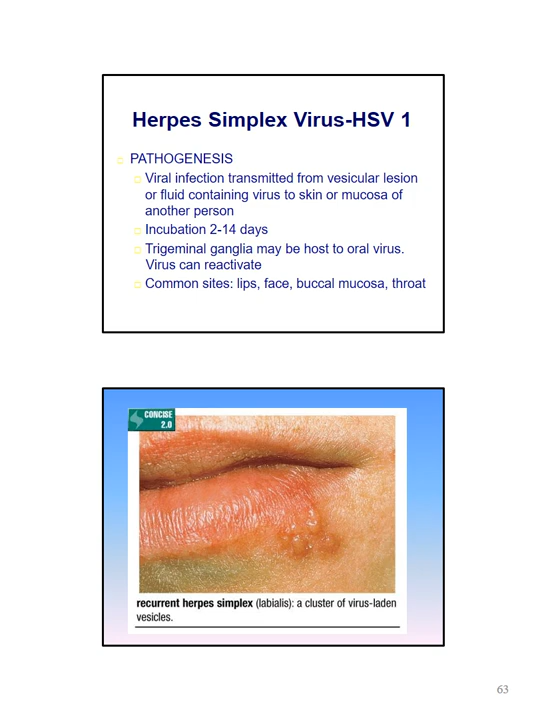 Herpes Simplex Virus-HSV 1
PATHOGENESIS
Viral infection transmitted from vesicular lesion
or fluid containing virus to skin or mucosa of
another person
Incubation 2-14 days
Trigeminal ganglia may be host to oral virus.
Virus can reactivate
Common sites: lips, face, buccal mucosa, throat
CONCISE
2.0
recurrent herpes simplex (labialis): a cluster of virus-laden
vesicles.
63